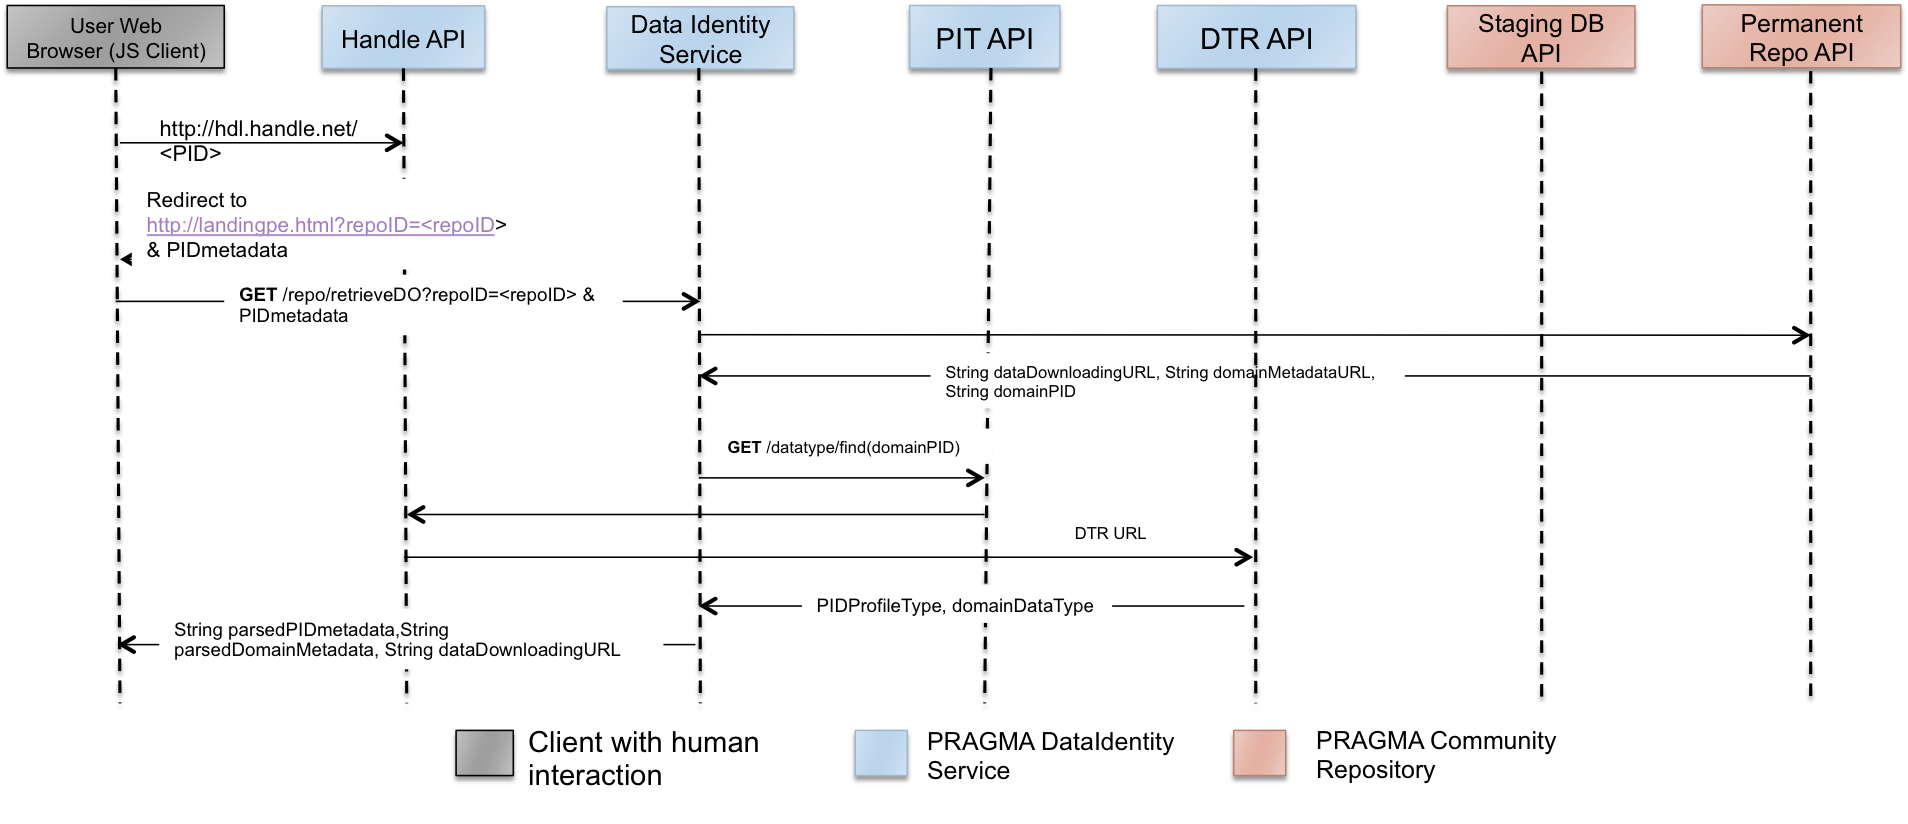 User Web
Browser (JS Client)
Handle API
Data Identity
Service
PIT API
DTR API
Staging DB
API
Permanent
Repo API
http://hdl.handle.net/
<PID>
Redirect to
http://landingpe.html?repoID=<repoID>
& PIDmetadata
GET /repo/retrieveDO?repoID=<repoID> &
PIDmetadata
String dataDownloadingURL, String domainMetadataURL,
String domainPID
GET /datatype/find(domainPID)
DTR URL
PIDProfileType, domainDataType
String parsedPIDmetadata,String
parsedDomainMetadata, String dataDownloadingURL
Client with human
interaction
PRAGMA DataIdentity
Service
PRAGMA Community
Repository